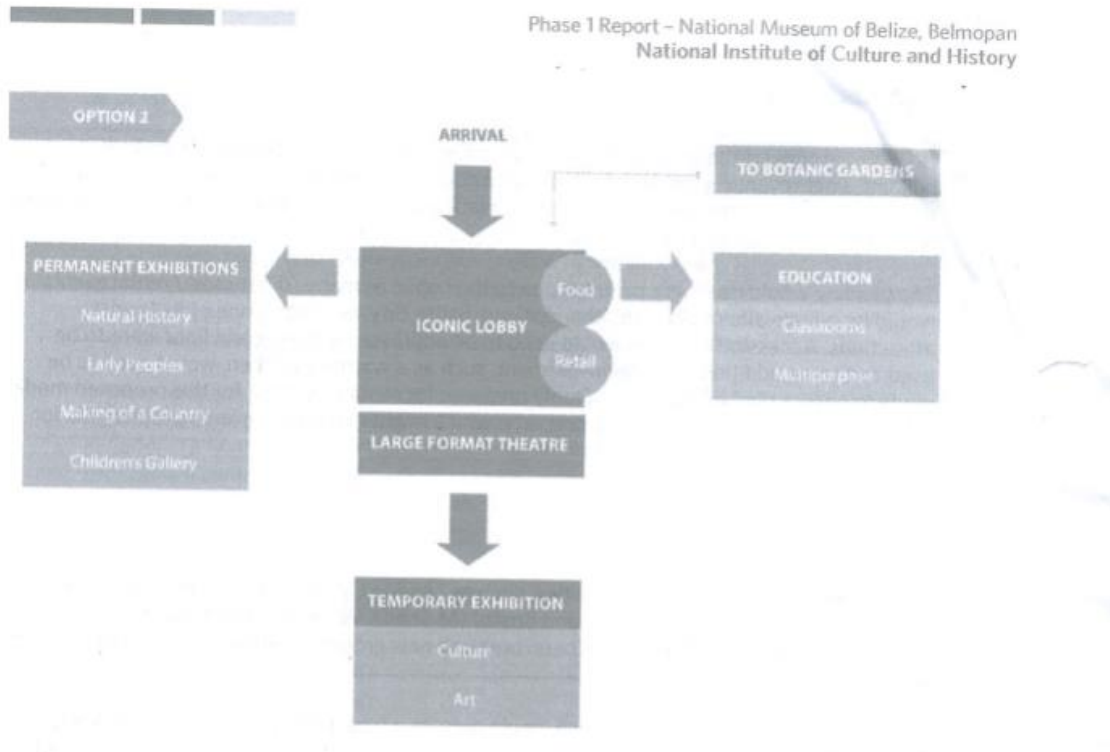 Phase 1 Report – National Museum of Belize, Belmopan
National Institute of Culture and History
OPTION 2
ARRIVAL
TO BOTANIC GARDENS
PERMANENT EXHIBITIONS
Natural History
Early Peoples
Making of a Country
Children's Gallery
ICONIC LOBBY
Food
Retail
EDUCATION
Classrooms
Multipurpose
LARGE FORMAT THEATRE
TEMPORARY EXHIBITION
Culture
Art